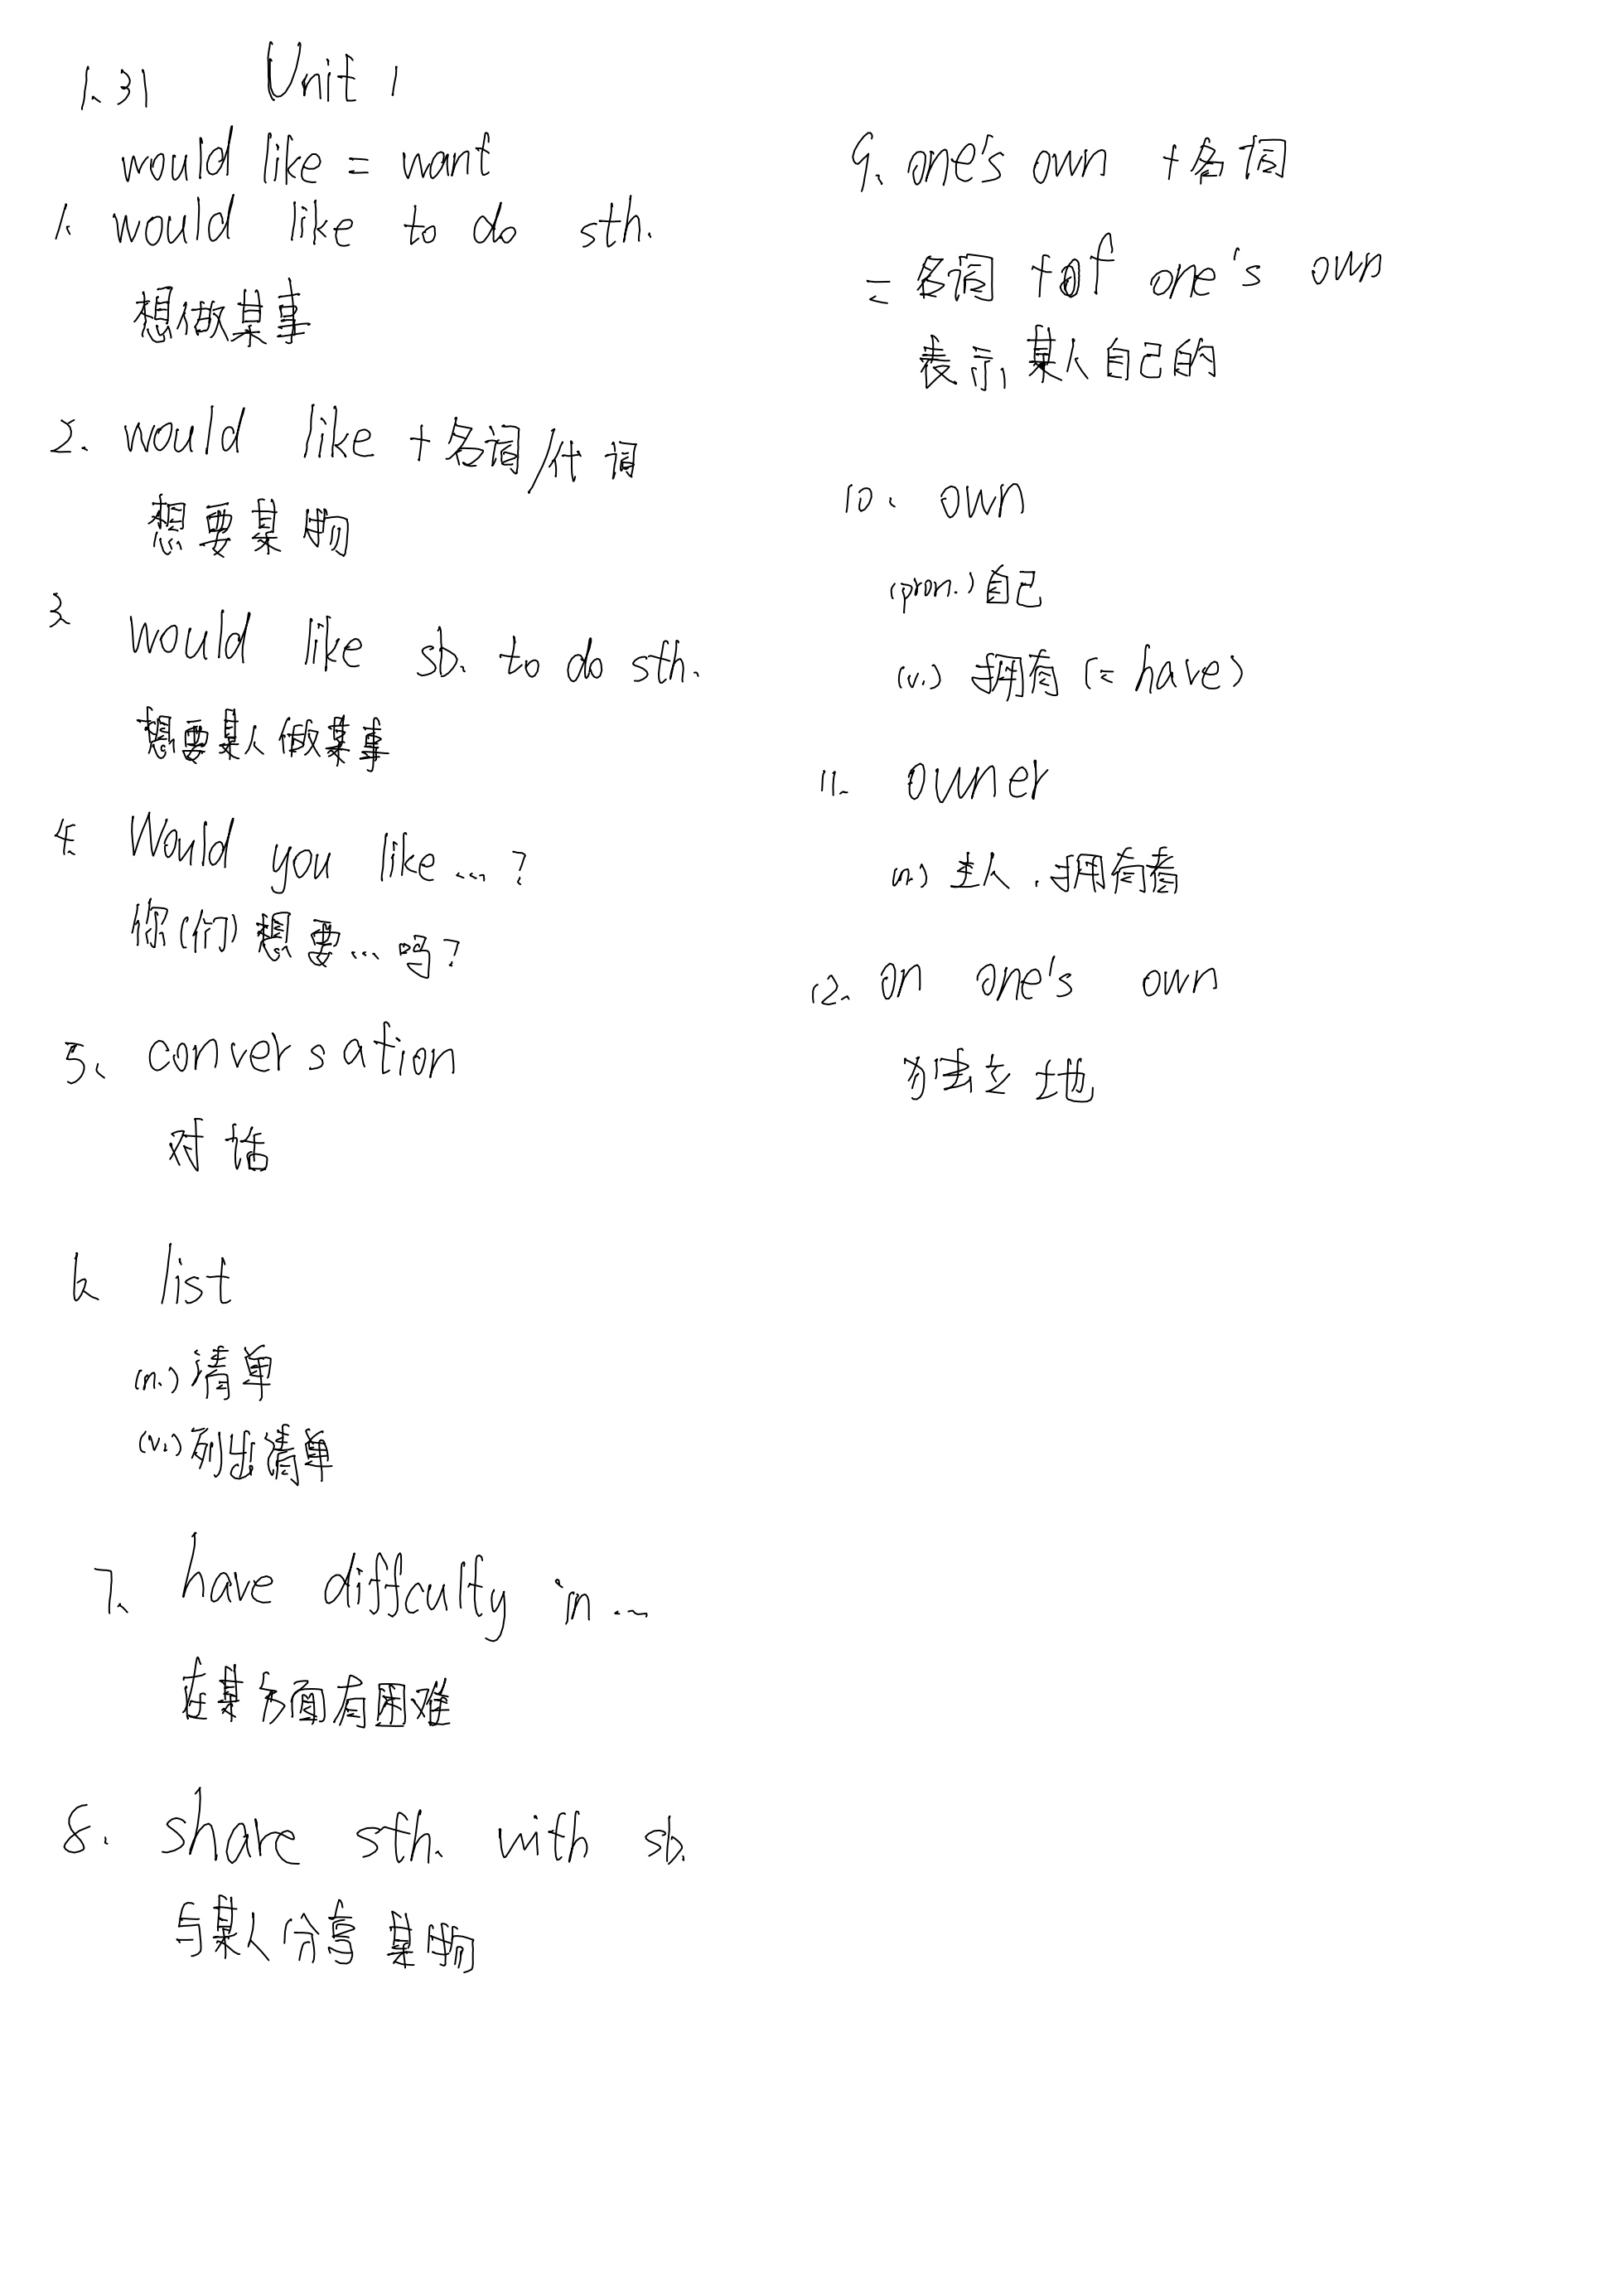 1.31 Unit 1
would like = want
1. would like to do sth.
想做某事
2. would like + 名词/代词
想要某物
3. would like sb. to do sth.
想要某人做某事
4. Would you like...?
你(们)想要...吗?
5. conversation
对话
6. list
(n.) 清单
(v.) 列出清单
7. have diffculty in...
在某方面有困难
8. share sth. with sb.
与某人分享某物
9. one's own + 名词
= 名词 + of one's own
表示某人自己的
10. own
(pron.) 自己
(v.) 拥有 (= have)
11. owner
(n.) 主人,拥有者
12. on one's own
独立地